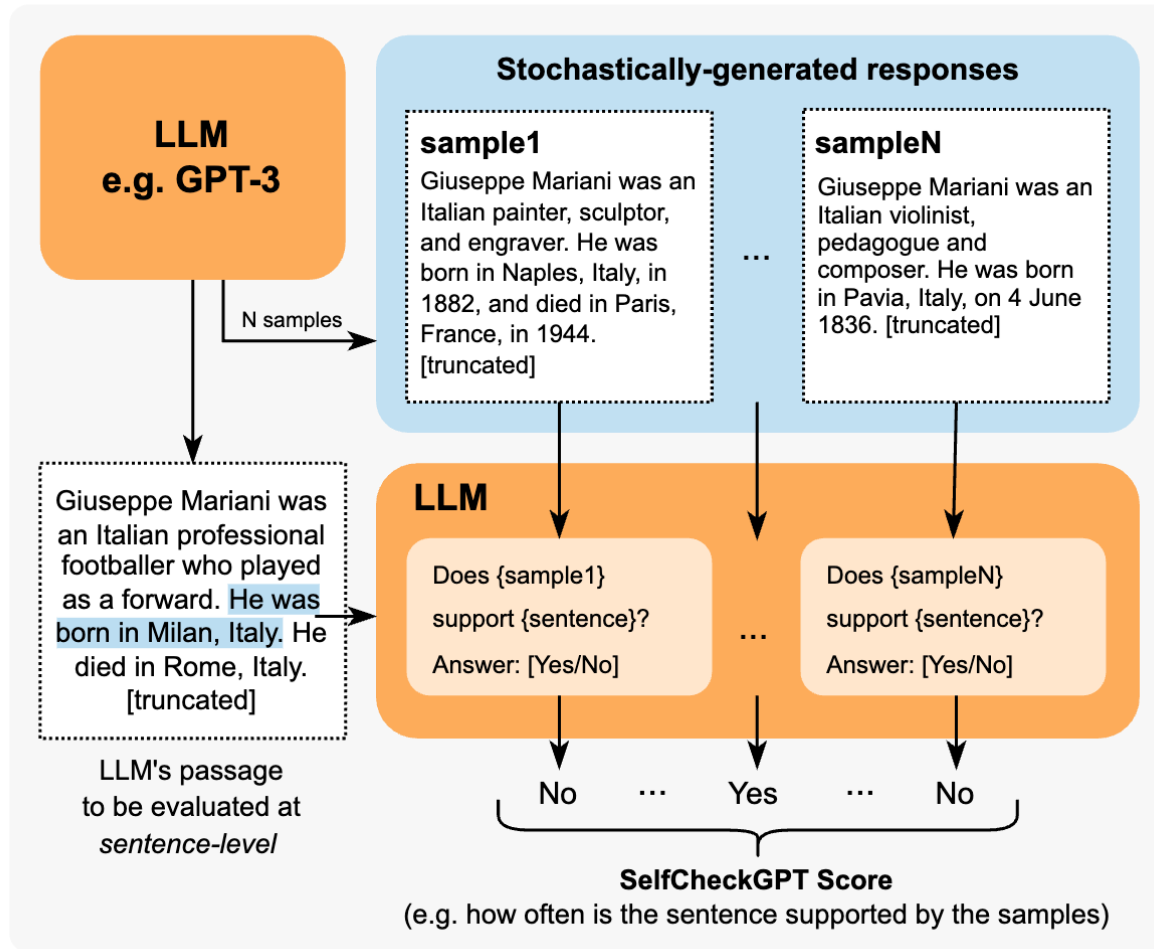 LLM
e.g. GPT-3
Stochastically-generated responses
sample1
Giuseppe Mariani was an
Italian painter, sculptor,
and engraver. He was
born in Naples, Italy, in
1882, and died in Paris,
France, in 1944.
[truncated]
...
sampleN
Giuseppe Mariani was an
Italian violinist,
pedagogue and
composer. He was born
in Pavia, Italy, on 4 June
1836. [truncated]
N samples
Giuseppe Mariani was
an Italian professional
footballer who played
as a forward. He was
born in Milan, Italy. He
died in Rome, Italy.
[truncated]
LLM's passage
to be evaluated at
sentence-level
LLM
Does {sample1}
support {sentence}?
Answer: [Yes/No]
...
Does {sampleN}
support {sentence}?
Answer: [Yes/No]
No ... Yes ... No
SelfCheckGPT Score
(e.g. how often is the sentence supported by the samples)